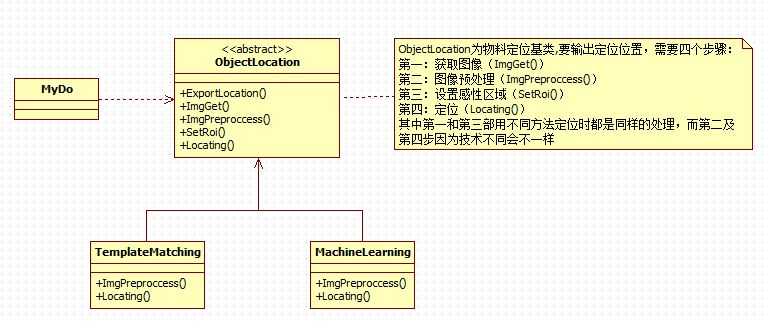 <<abstract>>
ObjectLocation
+ExportLocation()
+ImgGet()
+ImgPreproccess()
+SetRoi()
+Locating()
MyDo
ObjectLocation为物料定位基类,要输出定位位置，需要四个步骤：
第一：获取图像（ImgGet()）
第二：图像预处理（ImgPreproccess()）
第三：设置感性区域（SetRoi()）
第四：定位（Locating()）
其中第一和第三部用不同方法定位时都是同样的处理，而第二及
第四步因为技术不同会不一样
TemplateMatching
+ImgPreproccess()
+Locating()
MachineLearning
+ImgPreproccess()
+Locating()